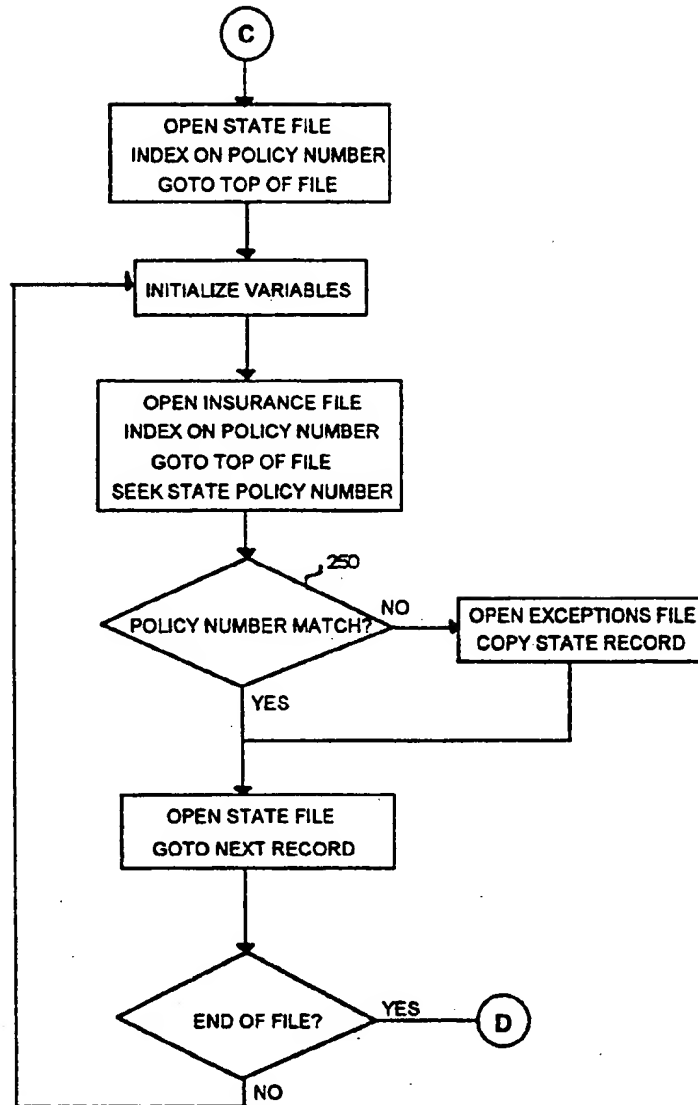 C
OPEN STATE FILE
INDEX ON POLICY NUMBER
GOTO TOP OF FILE
INITIALIZE VARIABLES
OPEN INSURANCE FILE
INDEX ON POLICY NUMBER
GOTO TOP OF FILE
SEEK STATE POLICY NUMBER
250
POLICY NUMBER MATCH?
NO
OPEN EXCEPTIONS FILE
COPY STATE RECORD
YES
OPEN STATE FILE
GOTO NEXT RECORD
END OF FILE?
YES
D
NO